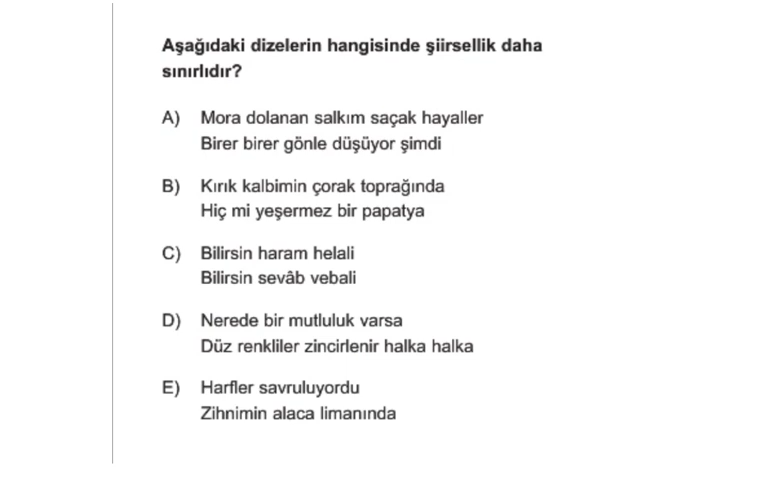 Aşağıdaki dizelerin hangisinde şiirsellik daha
sınırlıdır?
A) Mora dolanan salkım saçak hayaller
Birer birer gönle düşüyor şimdi
B) Kırık kalbimin çorak toprağında
Hiç mi yeşermez bir papatya
C) Bilirsin haram helali
Bilirsin sevâb vebali
D) Nerede bir mutluluk varsa
Düz renkliler zincirlenir halka halka
E) Harfler savruluyordu
Zihnimin alaca limanında